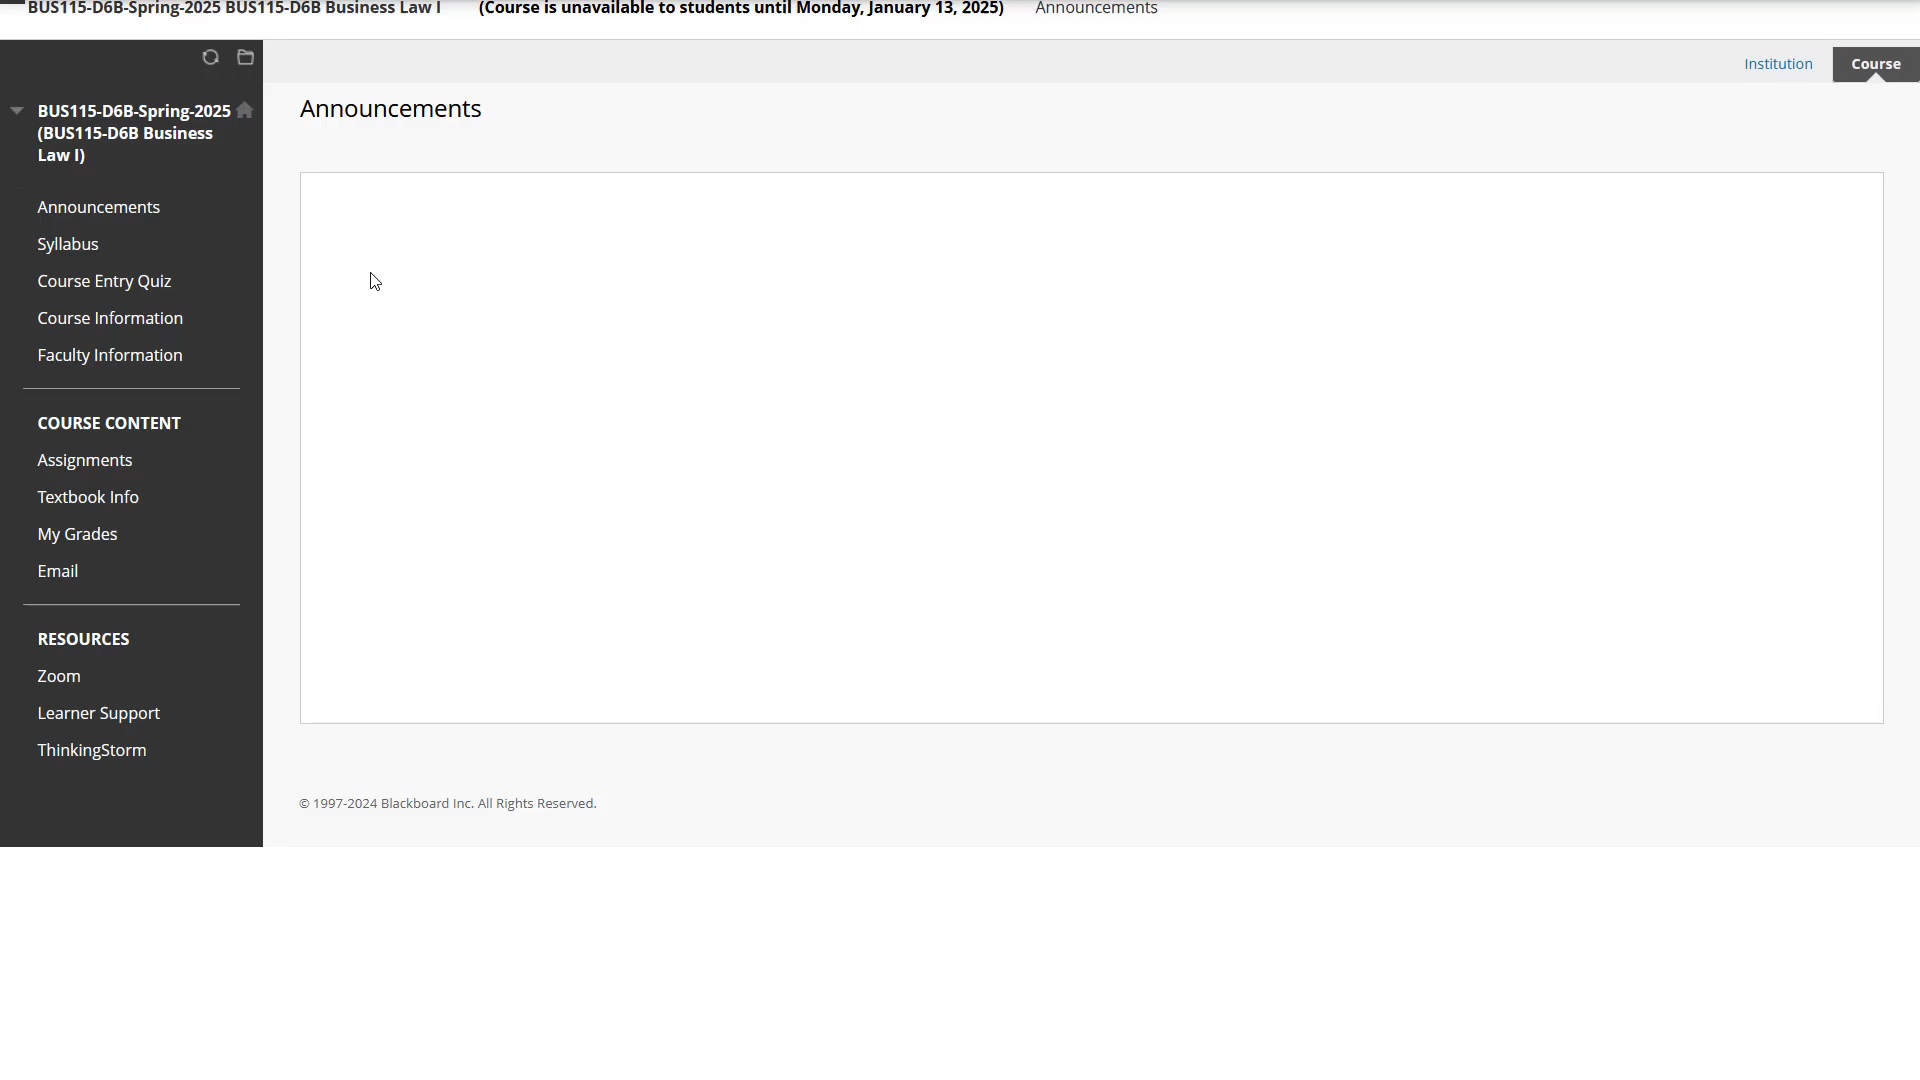 BUS115-D6B-Spring-2025 BUS115-D6B Business Law I (Course is unavailable to students until Monday, January 13, 2025) Announcements
Institution Course
BUS115-D6B-Spring-2025
(BUS115-D6B Business
Law I)
Announcements
Syllabus
Course Entry Quiz
Course Information
Faculty Information
COURSE CONTENT
Assignments
Textbook Info
My Grades
Email
RESOURCES
Zoom
Learner Support
ThinkingStorm
Announcements
© 1997-2024 Blackboard Inc. All Rights Reserved.